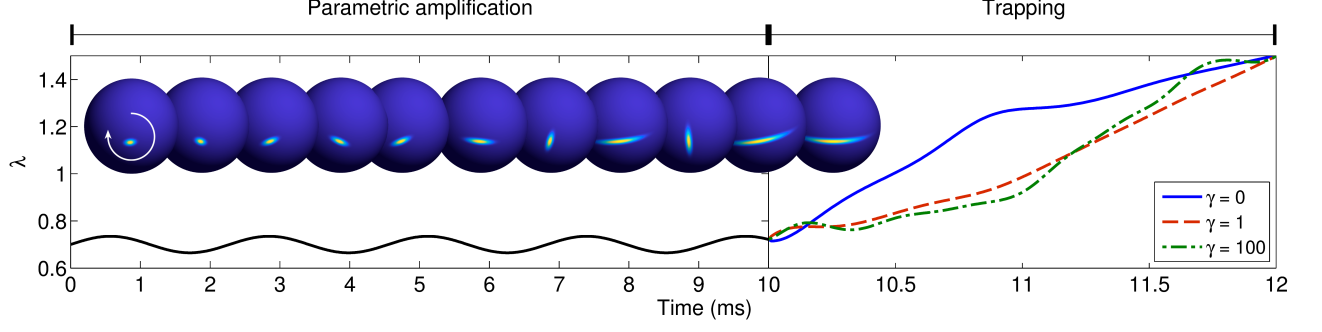 Parametric amplification
Trapping
1.4
1.2
1
0.8
0.6
λ
γ = 0
γ = 1
γ = 100
0 1 2 3 4 5 6 7 8 9 10 10.5 11 11.5 12
Time (ms)